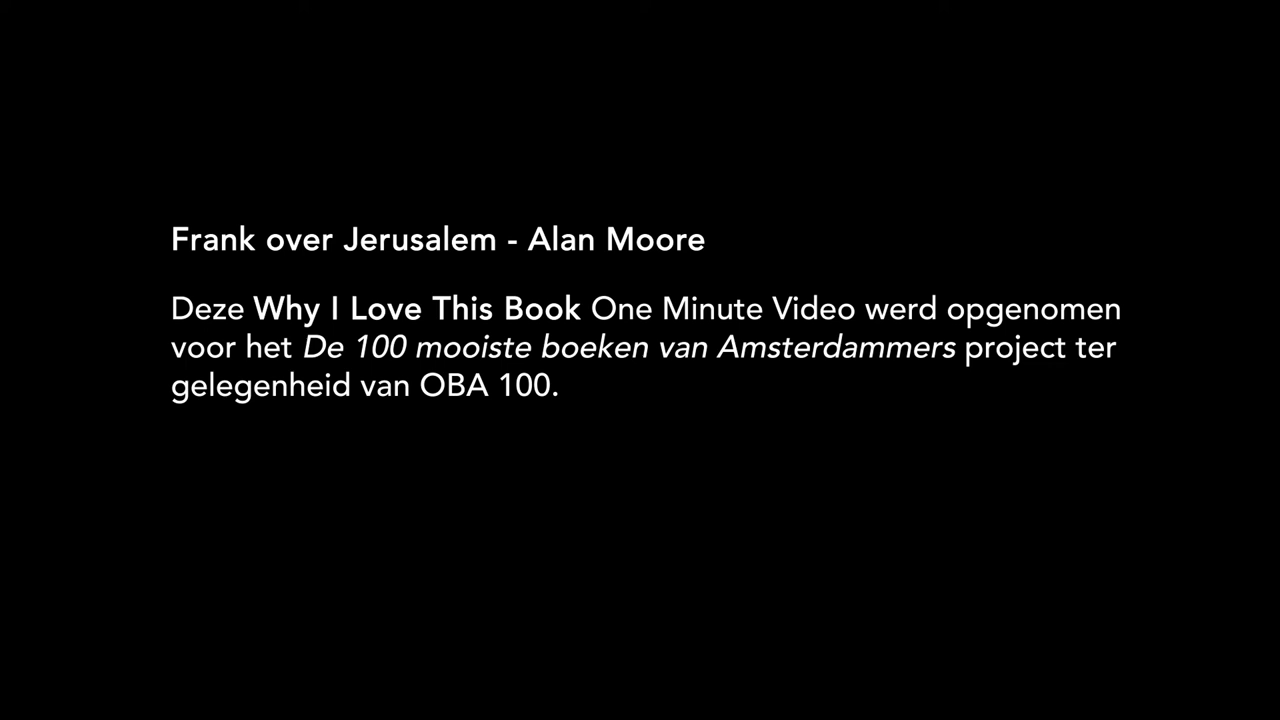 Frank over Jerusalem - Alan Moore
Deze Why I Love This Book One Minute Video werd opgenomen
voor het De 100 mooiste boeken van Amsterdammers project ter
gelegenheid van OBA 100.